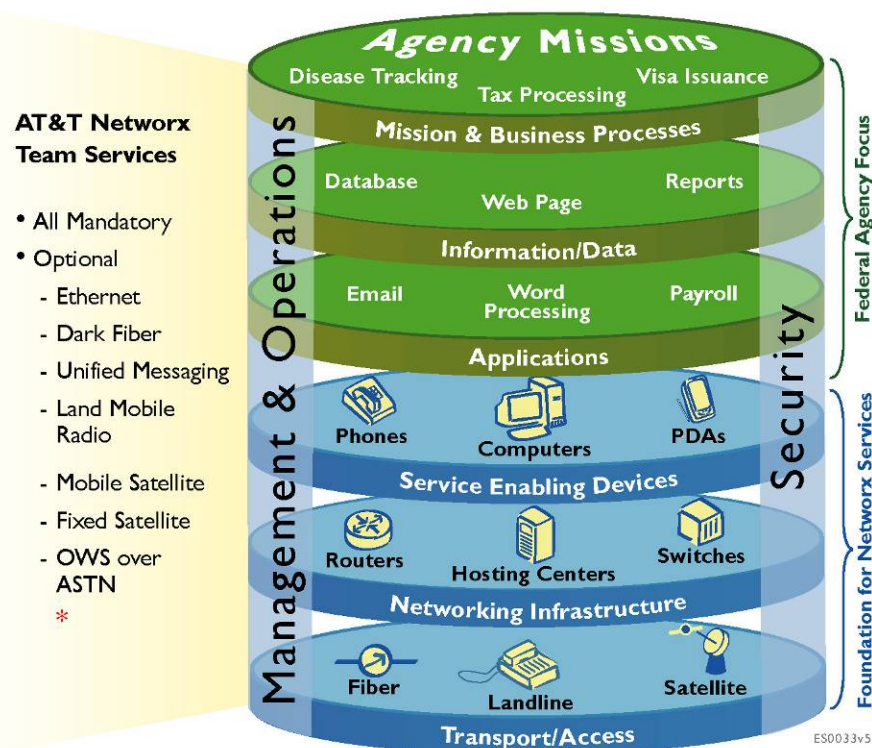 AT&T Networx
Team Services
• All Mandatory
• Optional
- Ethernet
- Dark Fiber
- Unified Messaging
- Land Mobile
Radio
- Mobile Satellite
- Fixed Satellite
- OWS over
ASTN
*
Management & Operations
Agency Missions
Disease Tracking
Tax Processing
Visa Issuance
Mission & Business Processes
Database
Web Page
Reports
Information/Data
Email
Word
Processing
Payroll
Applications
Phones
Computers
PDAs
Service Enabling Devices
Routers
Hosting Centers
Switches
Networking Infrastructure
Fiber
Landline
Satellite
Transport/Access
Security
Federal Agency Focus
Foundation for Networx Services
ES0033v5